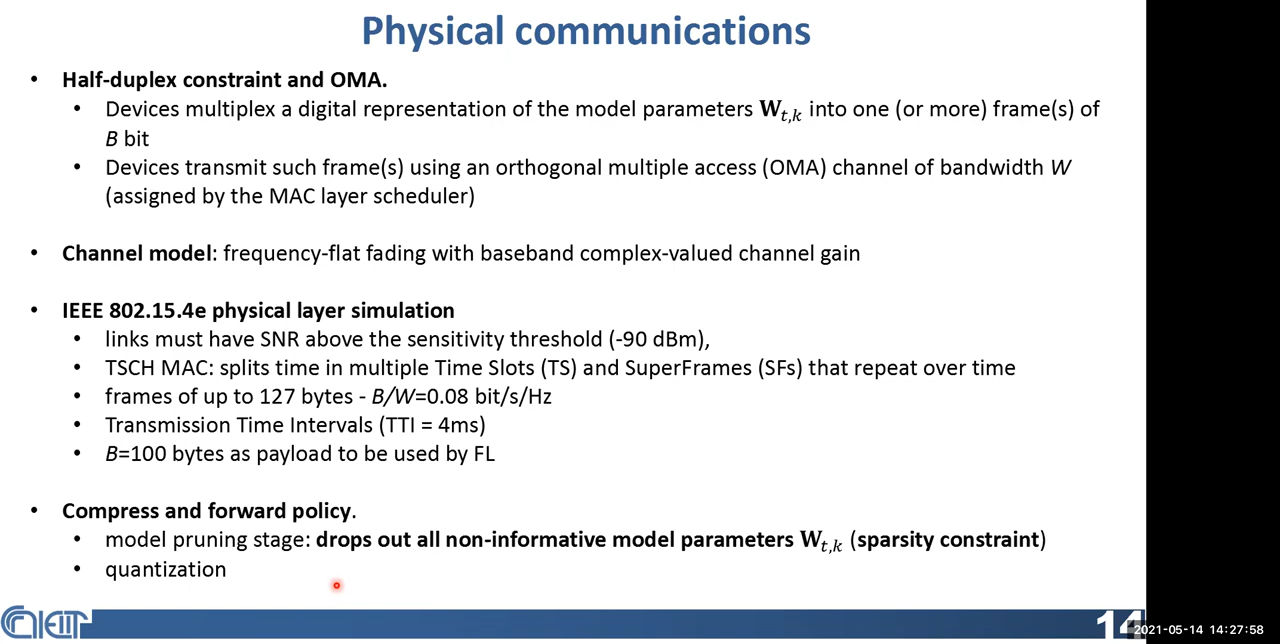 Physical communications
• Half-duplex constraint and OMA.
• Devices multiplex a digital representation of the model parameters W_{t,k} into one (or more) frame(s) of
B bit
• Devices transmit such frame(s) using an orthogonal multiple access (OMA) channel of bandwidth W
(assigned by the MAC layer scheduler)
• Channel model: frequency-flat fading with baseband complex-valued channel gain
• IEEE 802.15.4e physical layer simulation
• links must have SNR above the sensitivity threshold (-90 dBm),
• TSCH MAC: splits time in multiple Time Slots (TS) and SuperFrames (SFs) that repeat over time
• frames of up to 127 bytes - B/W=0.08 bit/s/Hz
• Transmission Time Intervals (TTI = 4ms)
• B=100 bytes as payload to be used by FL
• Compress and forward policy.
• model pruning stage: drops out all non-informative model parameters W_{t,k} (sparsity constraint)
• quantization
14
2021-05-14 14:27:58